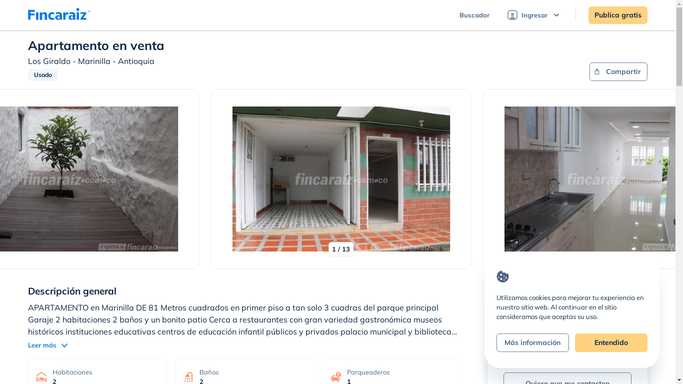 Fincaraiz
Buscador
Ingresar
Publica gratis
Apartamento en venta
Los Giraldo - Marinilla - Antioquia
Usado
Compartir
fincaraiz.com.co
fincaraiz.com.co
fincaraiz
1 / 13
Descripción general
APARTAMENTO en Marinilla DE 81 Metros cuadrados en primer piso a tan solo 3 cuadras del parque principal
Garaje 2 habitaciones 2 baños y un bonito patio Cerca a restaurantes con gran variedad gastronómica museos
históricos instituciones educativas centros de educación infantil públicos y privados palacio municipal y biblioteca...
Leer más
Habitaciones
2
Baños
2
Parqueaderos
1
Utilizamos cookies para mejorar tu experiencia en
nuestro sitio web. Al continuar en el sitio
consideramos que aceptas su uso.
Más información
Entendido
Quiero que me contacten